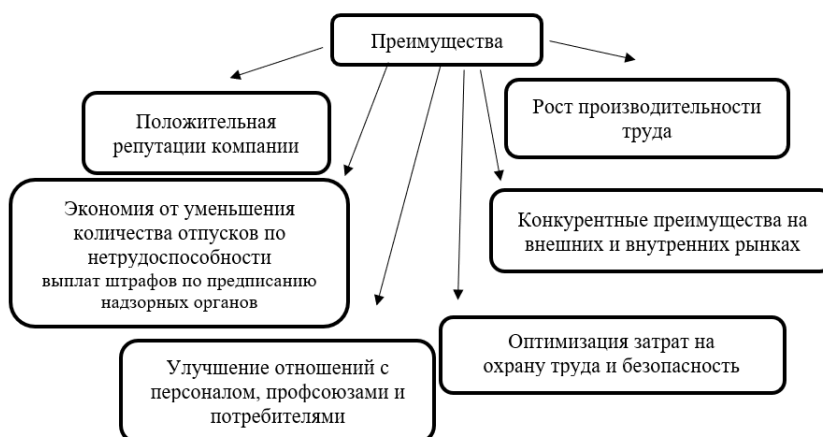 Преимущества
Положительная
репутации компании
Рост производительности
труда
Экономия от уменьшения
количества отпусков по
нетрудоспособности
выплат штрафов по предписанию
надзорных органов
Конкурентные преимущества на
внешних и внутренних рынках
Улучшение отношений с
персоналом, профсоюзами и
потребителями
Оптимизация затрат на
охрану труда и безопасность